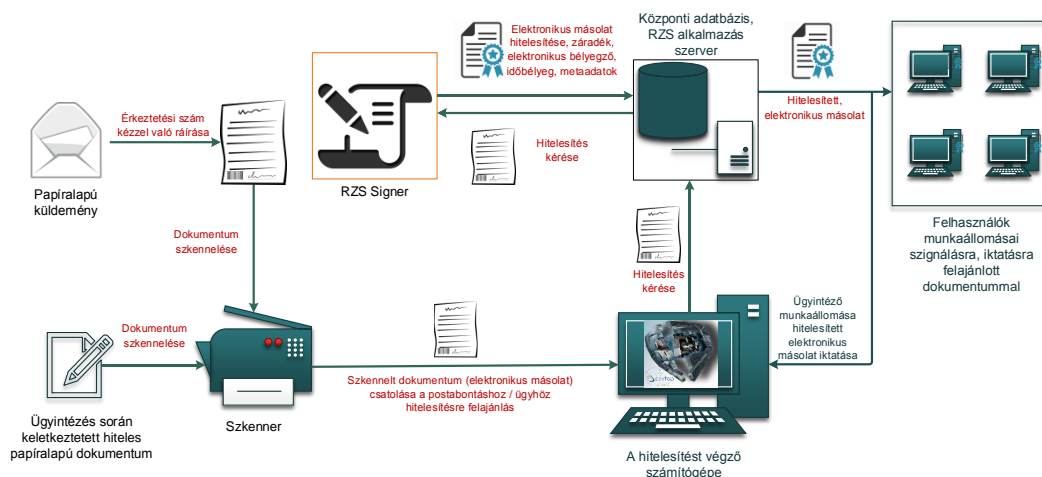 Elektronikus másolat
hitelesítése, záradék,
elektronikus bélyegző,
időbélyeg, metaadatok
Központi adatbázis,
RZS alkalmazás
szerver
Érkeztetési szám
kézzel való ráírása
Hitelesített,
elektronikus másolat
Hitelesítés
kérése
Papíralapú
küldemény
RZS Signer
Dokumentum
szkennelése
Hitelesítés
kérése
Felhasználók
munkaállomásai
szignálásra, iktatásra
felajánlott
dokumentummal
Ügyintéző
munkaállomása
hitelesített
elektronikus
másolat iktatása
Dokumentum
szkennelése
Szkennelt dokumentum (elektronikus másolat)
csatolása a postabontáshoz / ügyhöz
hitelesítésre felajánlás
certop
Ügyintézés során
keletkeztetett hiteles
papíralapú dokumentum
Szkenner
A hitelesítést végző
számítógépe